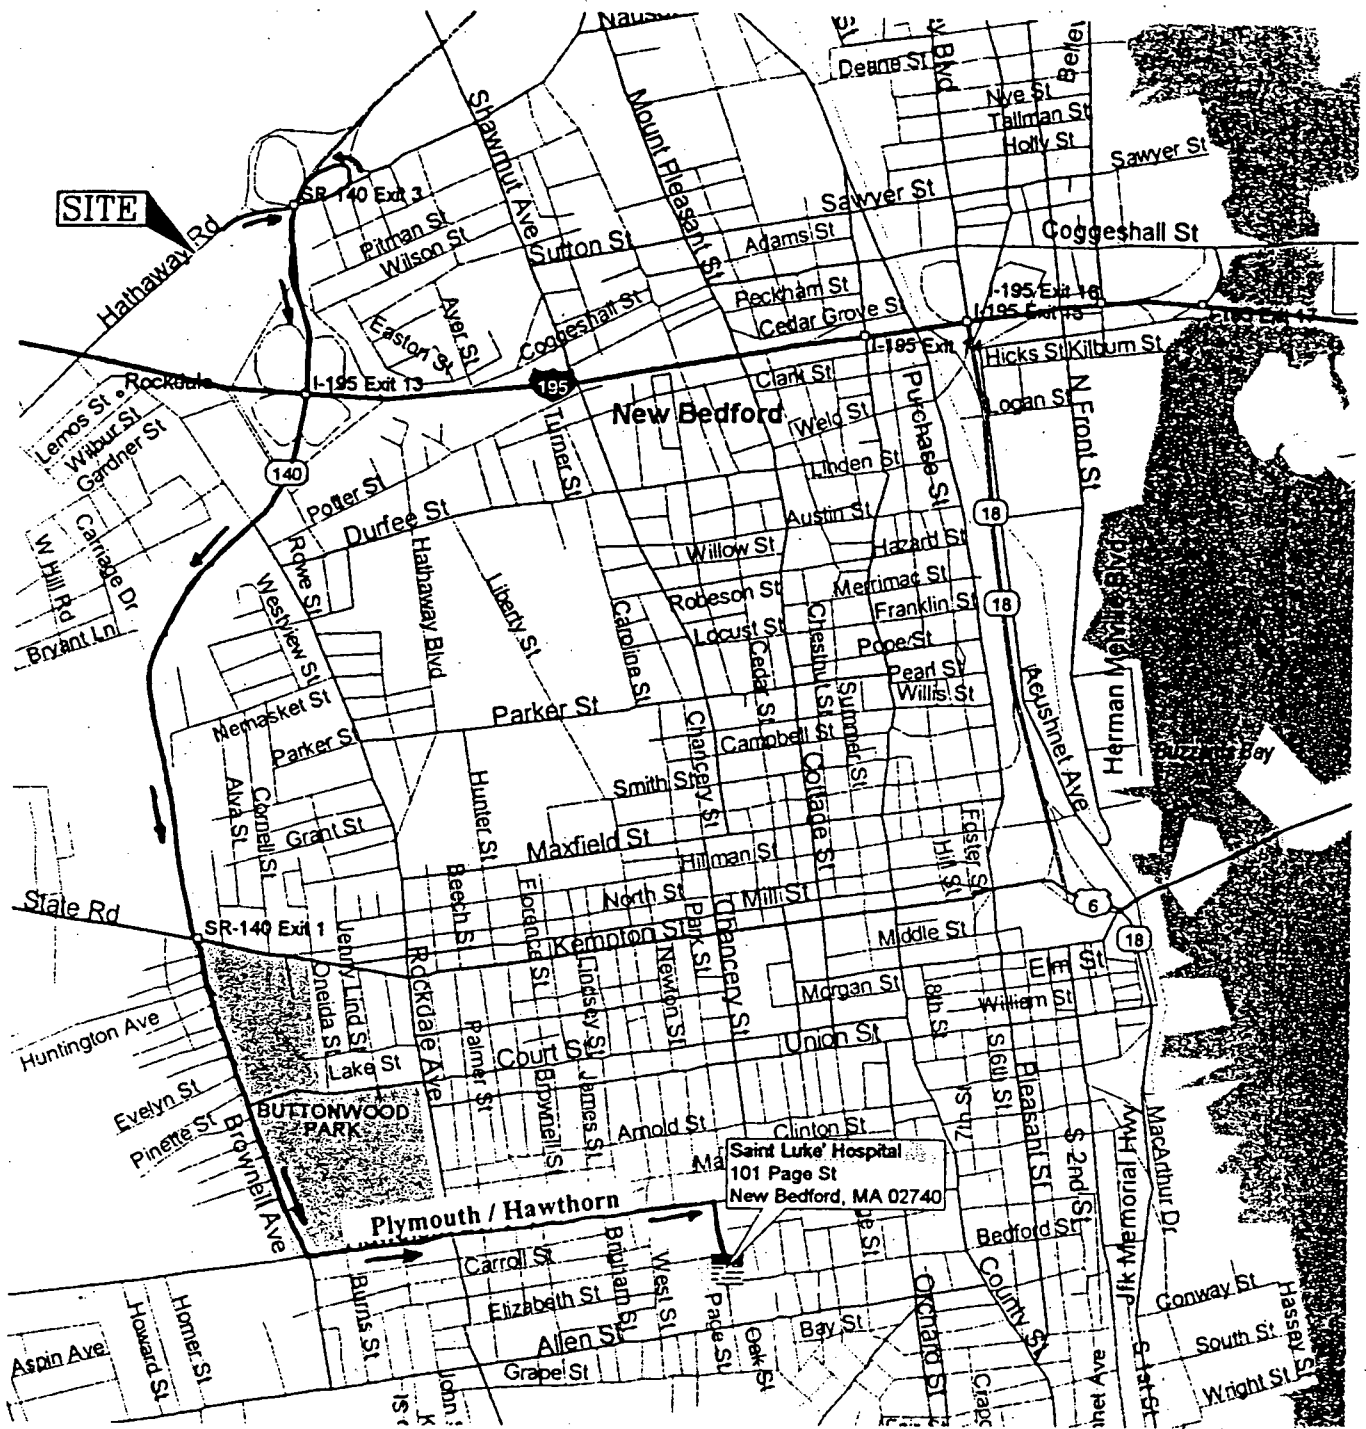 Deane St
Nye St
Tallman St
Holly St
Sawyer St
Shawmut Ave
Mount Pleasant St
Sawyer St
SR-140 Exit 3
SITE
Hathaway Rd
Pitman St
Wilson St
Sutton St
Adams St
Coggeshall St
Peckham St
Cedar Grove St
I-195 Exit 16
I-195 Exit 15
Ayer St
Easton St
Coggeshall St
I-195 Exit
Hicks St
Kilburn St
Rockdale
I-195 Exit 13
195
Clark St
Purchase St
Logan St
N Front St
New Bedford
Lemos St
Wilbur St
Gardner St
Turner St
Weld St
Linden St
140
Potter St
Durfee St
Austin St
18
Carriage Dr
W Hill Rd
Rowe St
Hathaway Blvd
Willow St
Hazard St
Westview St
Liberty St
Robeson St
Merrimac St
Franklin St
18
Herman Melville Blvd
Bryant Ln
Caroline St
Locust St
Chestnut St
Pope St
Cedar St
Pearl St
Willis St
Acushnet Ave
Nemasket St
Parker St
Summer St
Parker St
Chancery St
Campbell St
Cottage St
Buzzards Bay
Alva St
Cornell St
Hunter St
Smith St
Grant St
Maxfield St
Hillman St
Foster St
Hill St
Beech S
Florence St
North St
Mill St
State Rd
SR-140 Exit 1
Kempton St
Park St
Chancery St
6
Middle St
18
Jenny Lind St
Oneida St
Rockdale Ave
Lindsey St
Newton St
Elm St
Morgan St
8th St
William St
Huntington Ave
Palmer St
Court St
Union St
S 6th St
Lake St
Brownell St
James St
Pleasant St
Evelyn St
BUTTONWOOD
PARK
Pinette St
Brownell Ave
Arnold St
Clinton St
S 7th St
S 2nd St
Jfk Memorial Hwy
MacArthur Dr
Ma
Saint Luke' Hospital
101 Page St
New Bedford, MA 02740
Plymouth / Hawthorn
Bedford St
Carroll St
Brigham St
West St
Burns St
Elizabeth St
Page St
Orchard St
County St
Conway St
Hassey St
Homer St
Howard St
Allen St
Oak St
Bay St
South St
Aspin Ave
Grape St
S 1st St
Wright St